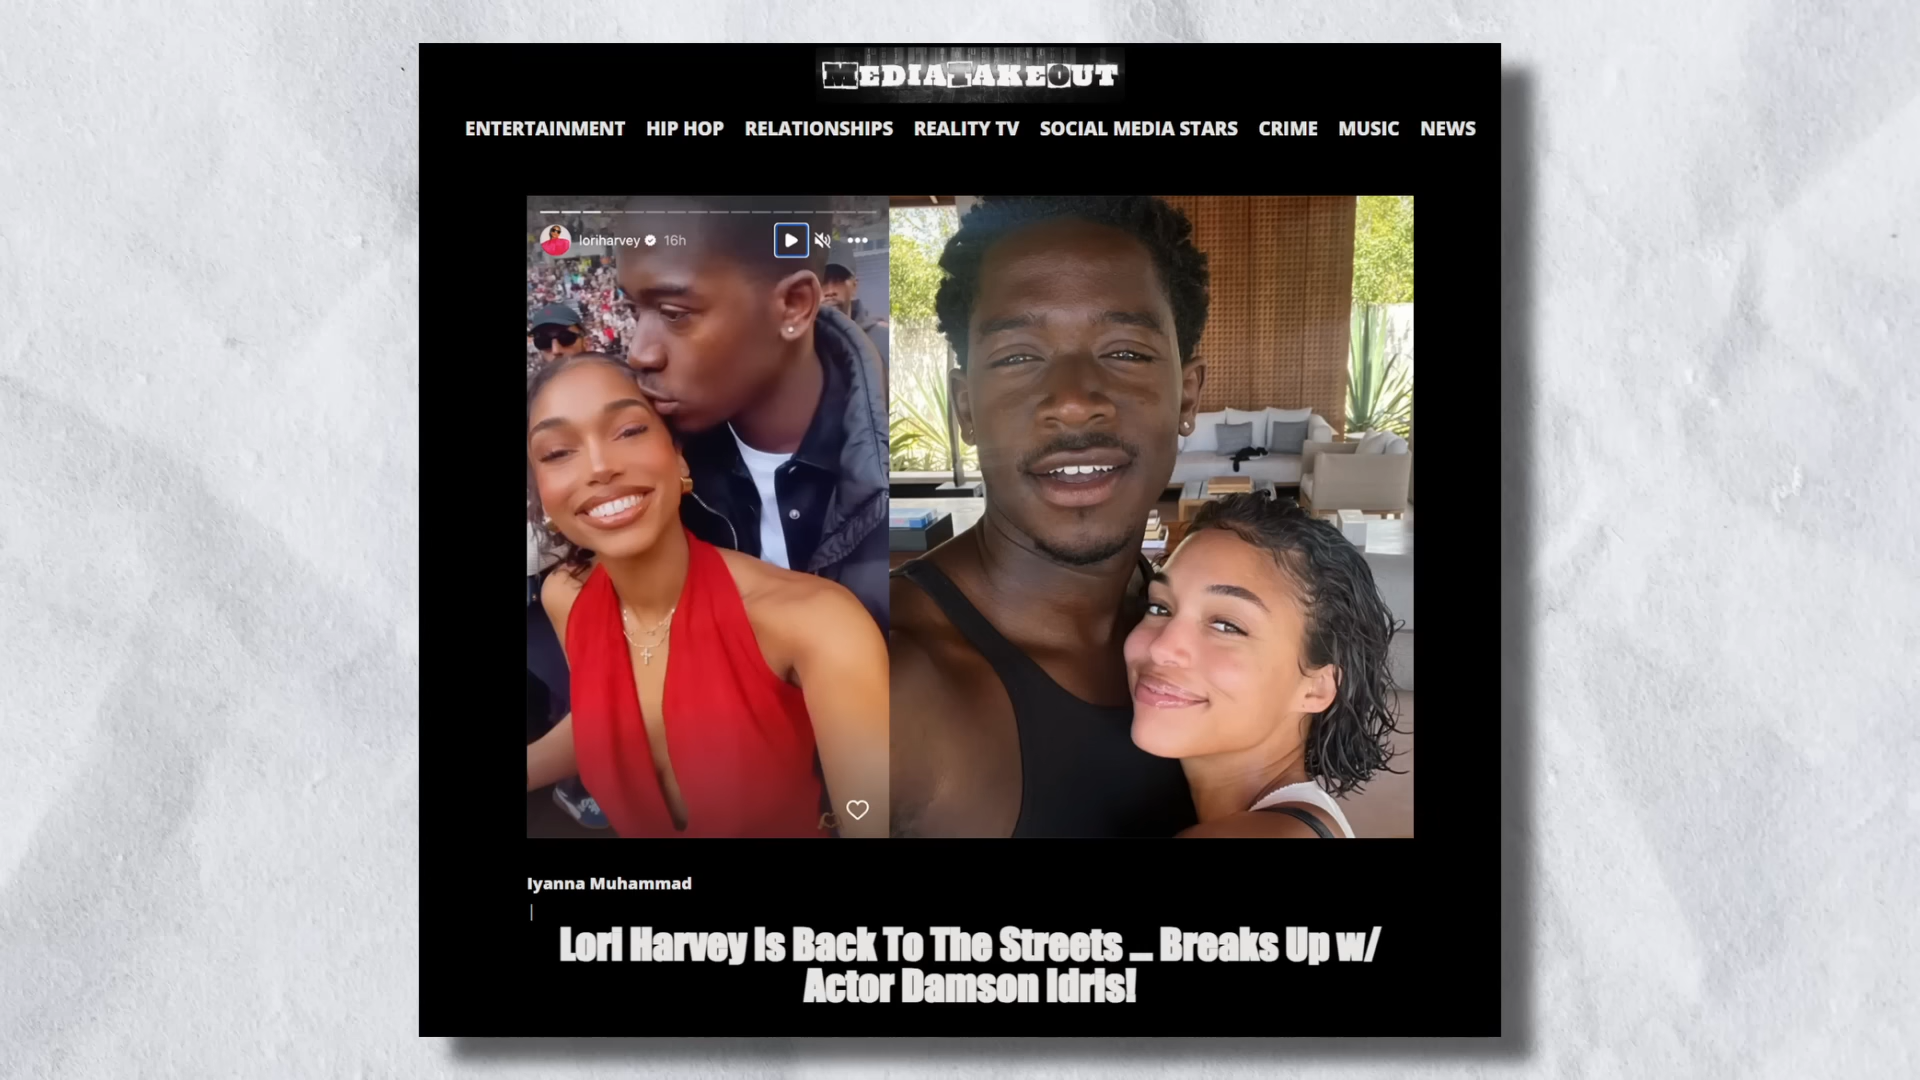 MEDIATAKEOUT
ENTERTAINMENT HIP HOP RELATIONSHIPS REALITY TV SOCIAL MEDIA STARS CRIME MUSIC NEWS
loriharvey 16h
Iyanna Muhammad
|
Lori Harvey Is Back To The Streets ... Breaks Up w/
Actor Damson Idris!